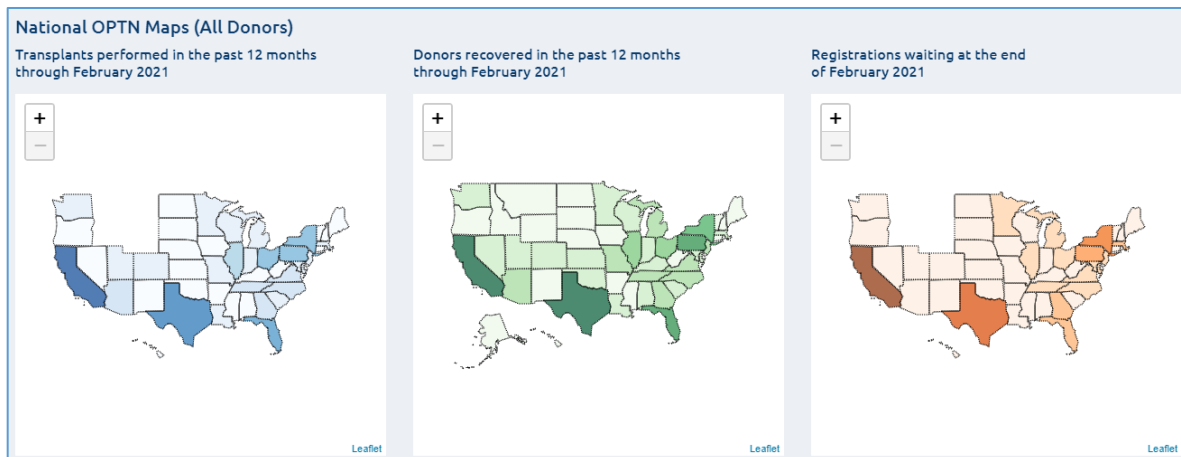 National OPTN Maps (All Donors)
Transplants performed in the past 12 months
through February 2021
+
−
Leaflet
Donors recovered in the past 12 months
through February 2021
+
−
Leaflet
Registrations waiting at the end
of February 2021
+
−
Leaflet